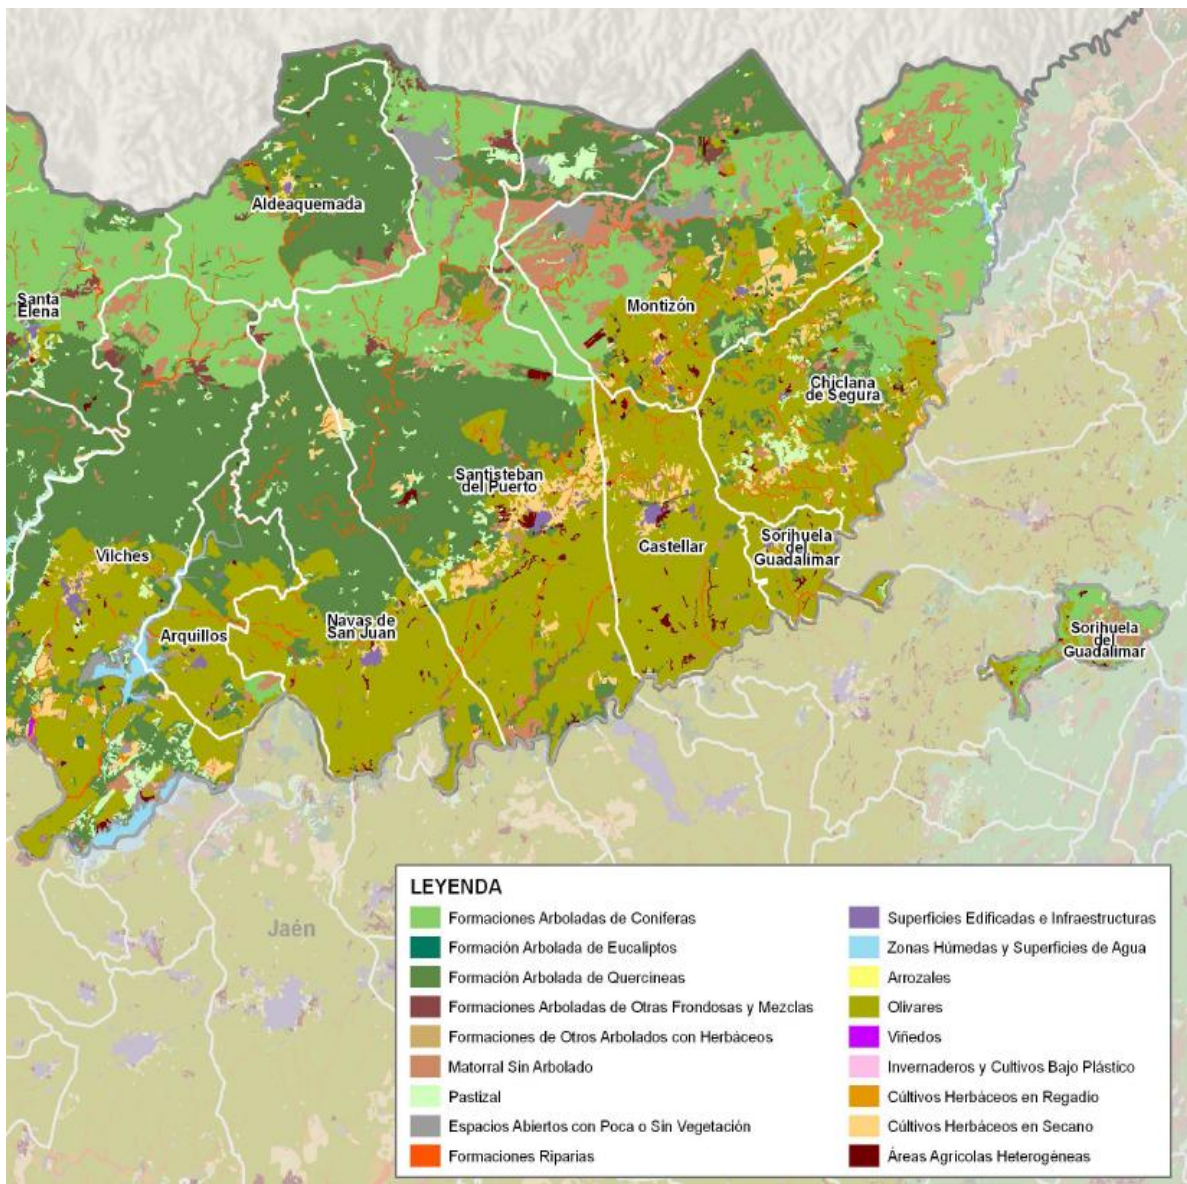 Aldeaquemada
Santa
Elena
Montizón
Chiclana
de Segura
Santisteban
del Puerto
Castellar
Sorihuela
del
Guadalimar
Vilches
Arquillos
Navas de
San Juan
Sorihuela
del
Guadalimar
Jaén
LEYENDA
Formaciones Arboladas de Coníferas
Formación Arbolada de Eucaliptos
Formación Arbolada de Quercíneas
Formaciones Arboladas de Otras Frondosas y Mezclas
Formaciones de Otros Arbolados con Herbáceos
Matorral Sin Arbolado
Pastizal
Espacios Abiertos con Poca o Sin Vegetación
Formaciones Riparias
Superficies Edificadas e Infraestructuras
Zonas Húmedas y Superficies de Agua
Arrozales
Olivares
Viñedos
Invernaderos y Cultivos Bajo Plástico
Cúltivos Herbáceos en Regadío
Cúltivos Herbáceos en Secano
Áreas Agrícolas Heterogéneas